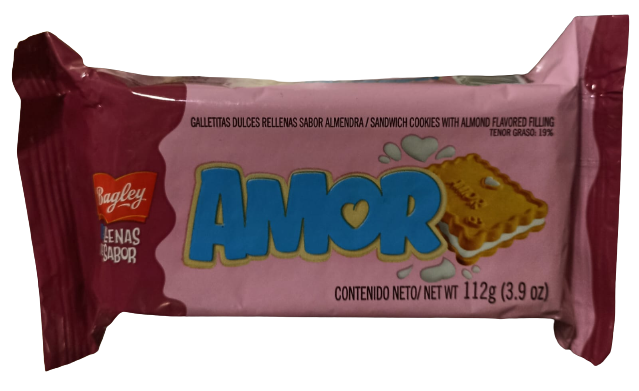 GALLETITAS DULCES RELLENAS SABOR ALMENDRA / SANDWICH COOKIES WITH ALMOND FLAVORED FILLING
TENOR GRASO: 19%
Bagley
LENAS
SABOR
AMOR
CONTENIDO NETO/ NET WT 112g (3.9 oz)